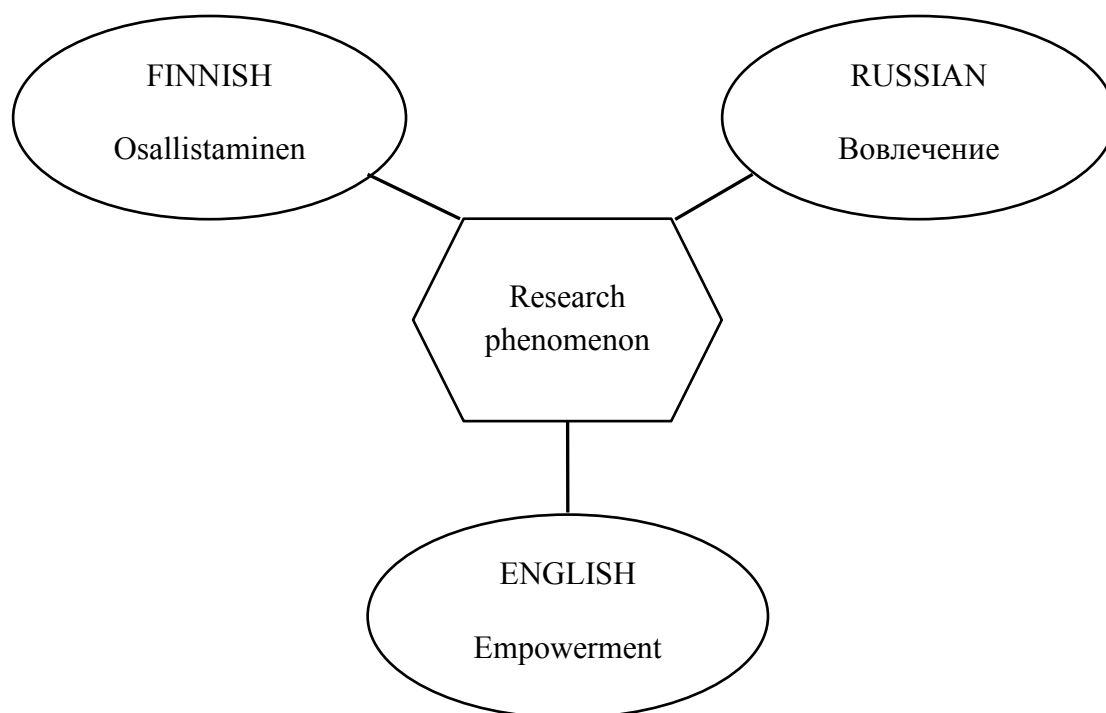 FINNISH
Osallistaminen
RUSSIAN
Вовлечение
Research
phenomenon
ENGLISH
Empowerment